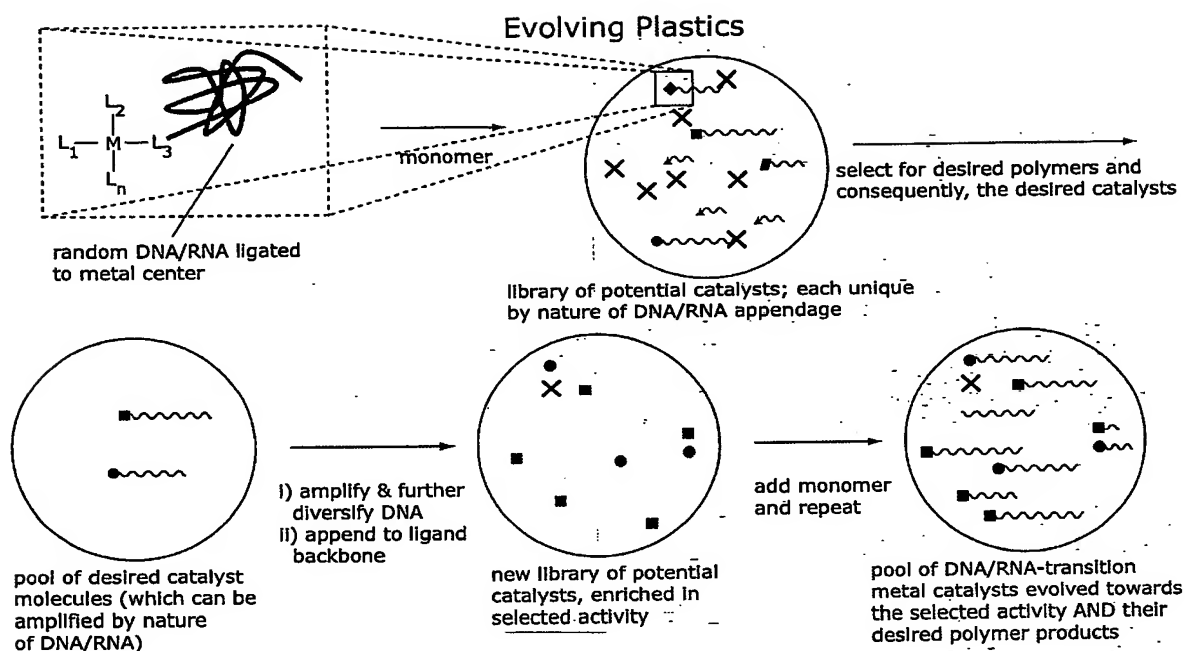 Evolving Plastics
L2
L1
M
L3
Ln
monomer
random DNA/RNA ligated
to metal center
library of potential catalysts; each unique
by nature of DNA/RNA appendage
select for desired polymers and
consequently, the desired catalysts
pool of desired catalyst
molecules (which can be
amplified by nature
of DNA/RNA)
i) amplify & further
diversify DNA
ii) append to ligand
backbone
new library of potential
catalysts, enriched in
selected activity
add monomer
and repeat
pool of DNA/RNA-transition
metal catalysts evolved towards
the selected activity AND their
desired polymer products